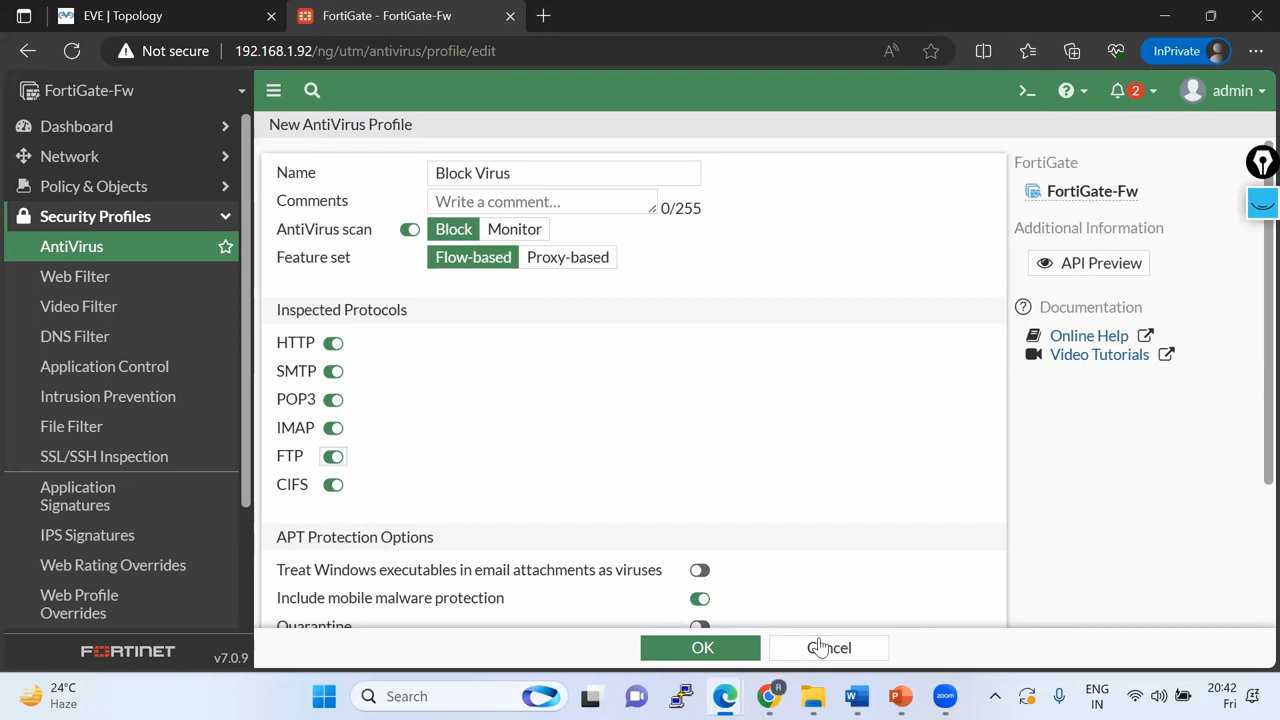 EVE | Topology
FortiGate - FortiGate-Fw
Not secure
192.168.1.92/ng/utm/antivirus/profile/edit
InPrivate
FortiGate-Fw
2
admin
Dashboard
Network
Policy & Objects
Security Profiles
AntiVirus
Web Filter
Video Filter
DNS Filter
Application Control
Intrusion Prevention
File Filter
SSL/SSH Inspection
Application
Signatures
IPS Signatures
Web Rating Overrides
Web Profile
Overrides
FORTINET
v7.0.9
New AntiVirus Profile
Name
Block Virus
Comments
Write a comment...
0/255
AntiVirus scan
Block
Monitor
Feature set
Flow-based
Proxy-based
Inspected Protocols
HTTP
SMTP
POP3
IMAP
FTP
CIFS
APT Protection Options
Treat Windows executables in email attachments as viruses
Include mobile malware protection
Quarantine
OK
Cancel
FortiGate
FortiGate-Fw
Additional Information
API Preview
Documentation
Online Help
Video Tutorials
24°C
Haze
Search
R
zoom
ENG
IN
20:42
Fri